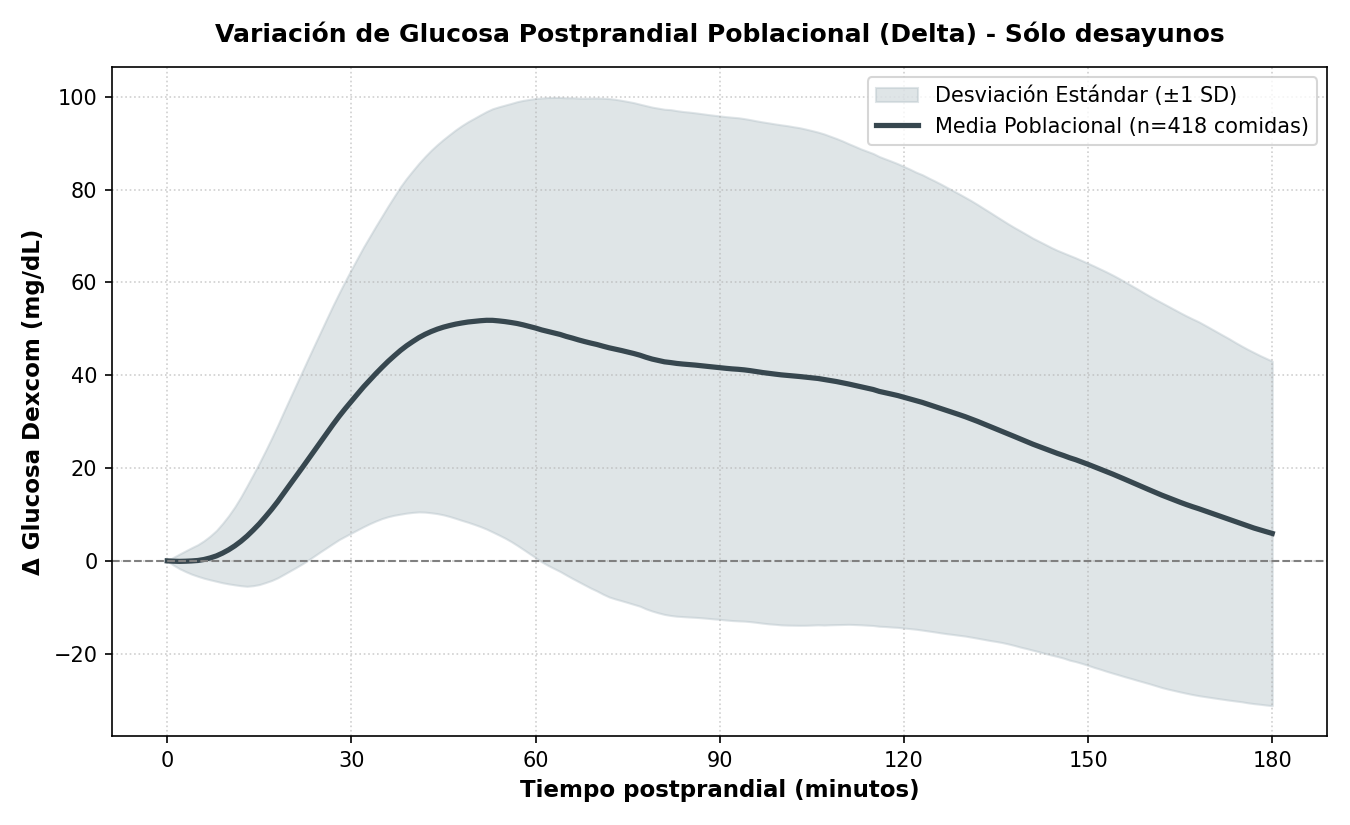 Variación de Glucosa Postprandial Poblacional (Delta) - Sólo desayunos
Desviación Estándar (±1 SD)
Media Poblacional (n=418 comidas)
Δ Glucosa Dexcom (mg/dL)
100
80
60
40
20
0
−20
0 30 60 90 120 150 180
Tiempo postprandial (minutos)